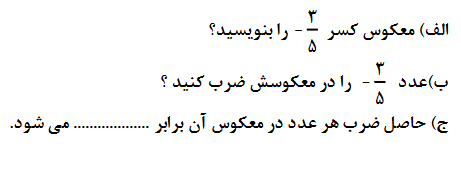 الف) معکوس کسر -۳/۵ را بنویسید؟
ب)عدد -۳/۵ را در معکوسش ضرب کنید ؟
ج) حاصل ضرب هر عدد در معکوس آن برابر ................... می شود.